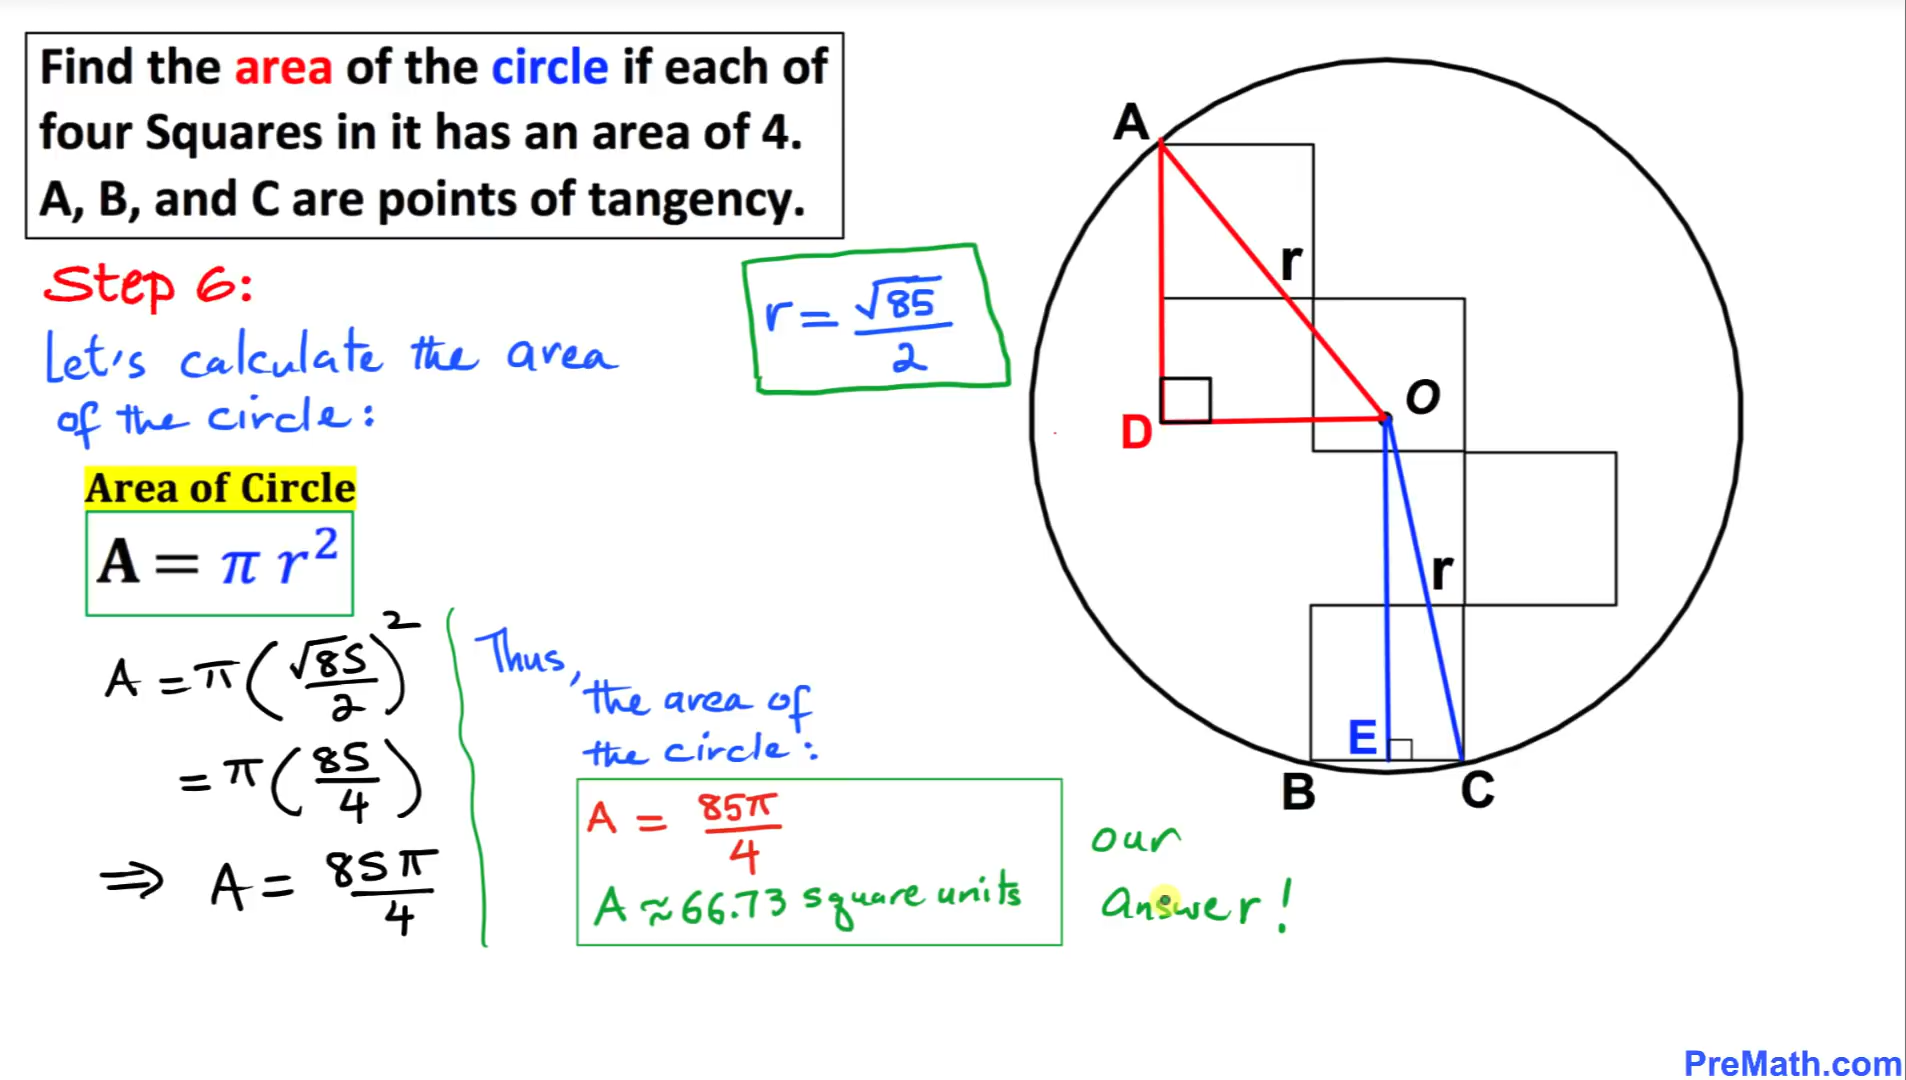 Find the area of the circle if each of
four Squares in it has an area of 4.
A, B, and C are points of tangency.
Step 6:
Let's calculate the area
of the circle:
Area of Circle
A = π r²
A = π(√85/2)²
= π(85/4)
⇒ A = 85π/4
r = √85/2
Thus,
the area of
the circle:
A = 85π/4
A ≈ 66.73 square units
our
answer!
A
r
O
D
r
E
B
C
PreMath.com